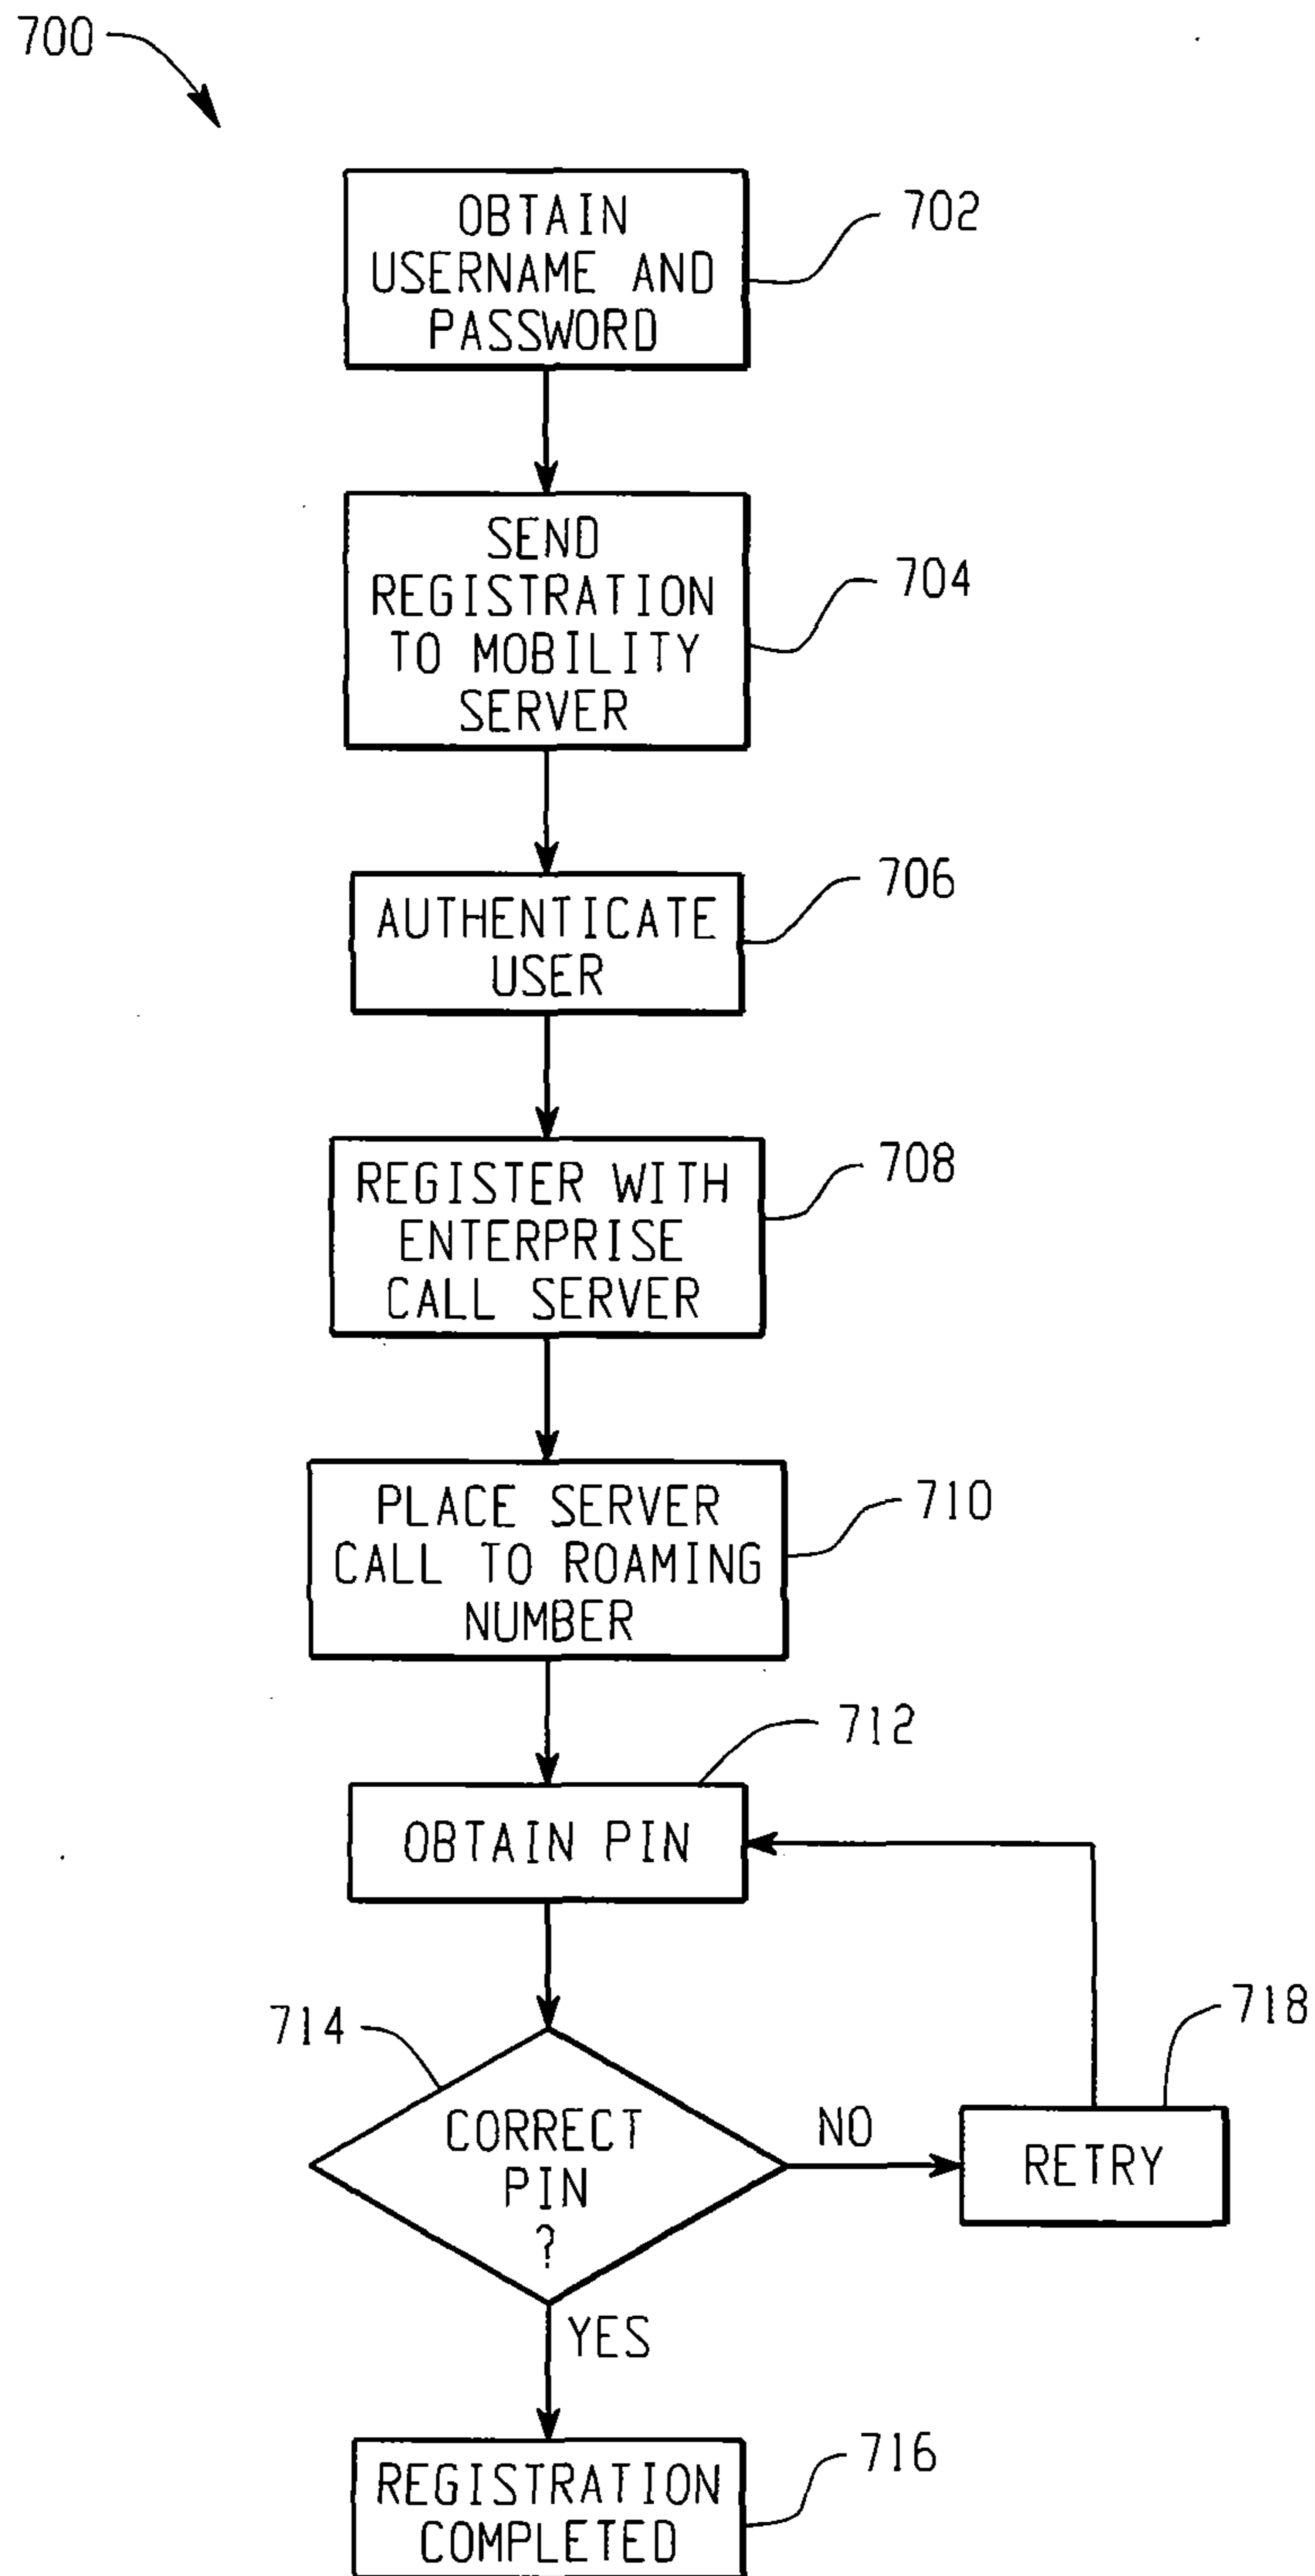 700
OBTAIN
USERNAME AND
PASSWORD
702
SEND
REGISTRATION
TO MOBILITY
SERVER
704
AUTHENTICATE
USER
706
REGISTER WITH
ENTERPRISE
CALL SERVER
708
PLACE SERVER
CALL TO ROAMING
NUMBER
710
712
OBTAIN PIN
714
CORRECT
PIN
?
NO
718
RETRY
YES
REGISTRATION
COMPLETED
716